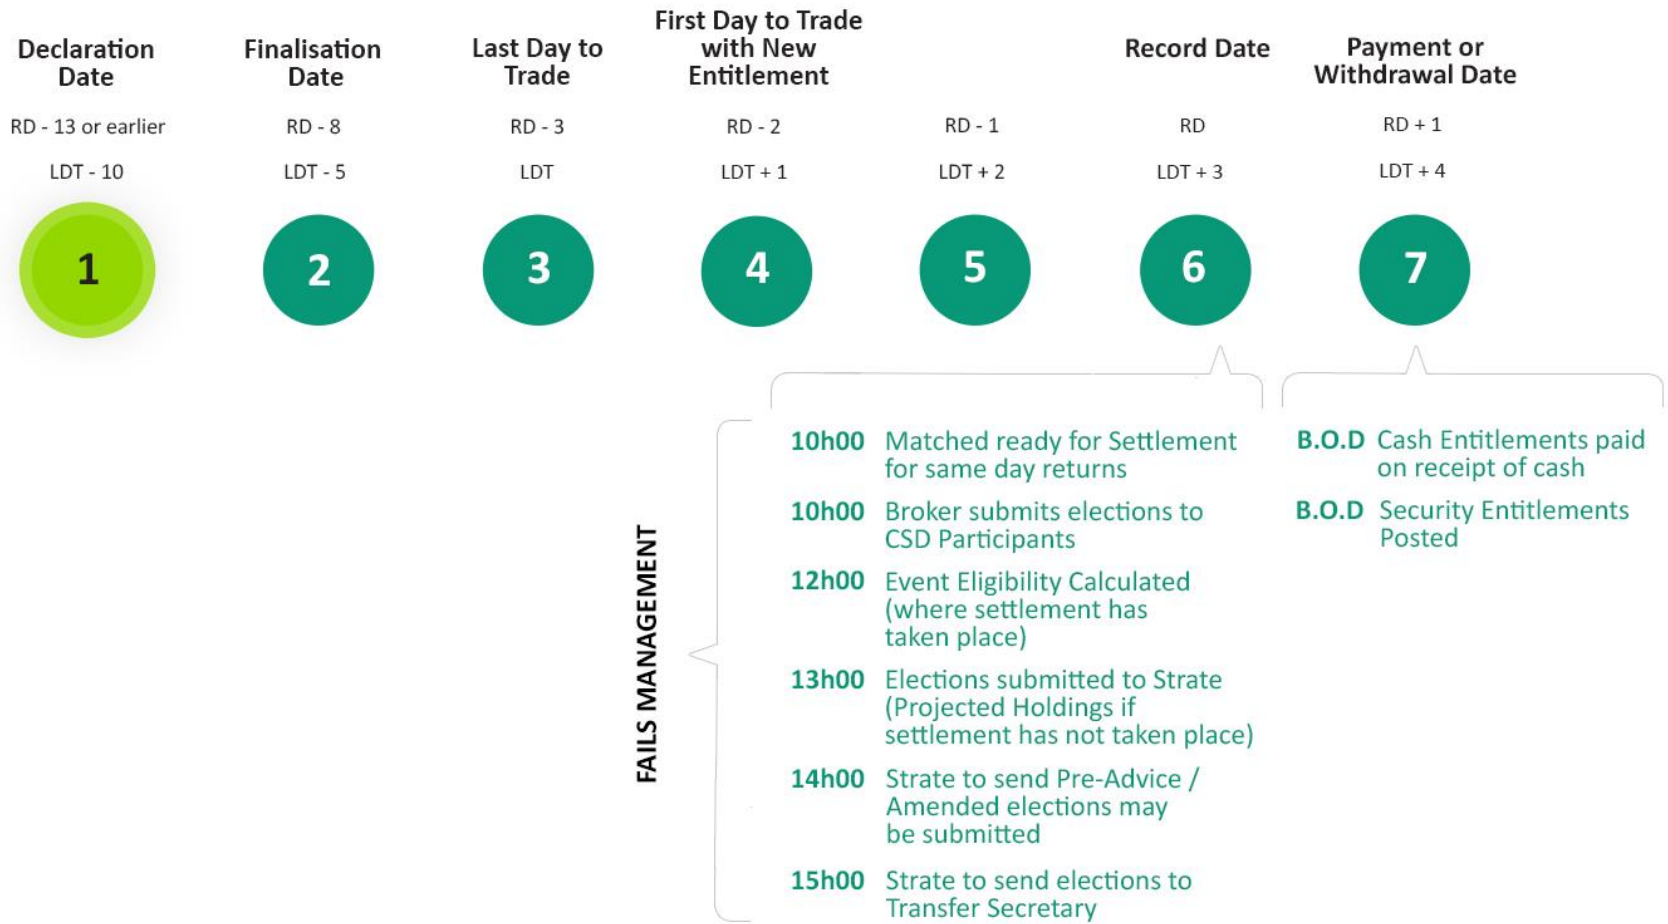 Declaration
Date
RD - 13 or earlier
LDT - 10
1
Finalisation
Date
RD - 8
LDT - 5
2
Last Day to
Trade
RD - 3
LDT
3
First Day to Trade
with New
Entitlement
RD - 2
LDT + 1
4
RD - 1
LDT + 2
5
Record Date
RD
LDT + 3
6
Payment or
Withdrawal Date
RD + 1
LDT + 4
7
FAILS MANAGEMENT
10h00 Matched ready for Settlement
for same day returns
10h00 Broker submits elections to
CSD Participants
12h00 Event Eligibility Calculated
(where settlement has
taken place)
13h00 Elections submitted to Strate
(Projected Holdings if
settlement has not taken place)
14h00 Strate to send Pre-Advice /
Amended elections may
be submitted
15h00 Strate to send elections to
Transfer Secretary
B.O.D Cash Entitlements paid
on receipt of cash
B.O.D Security Entitlements
Posted